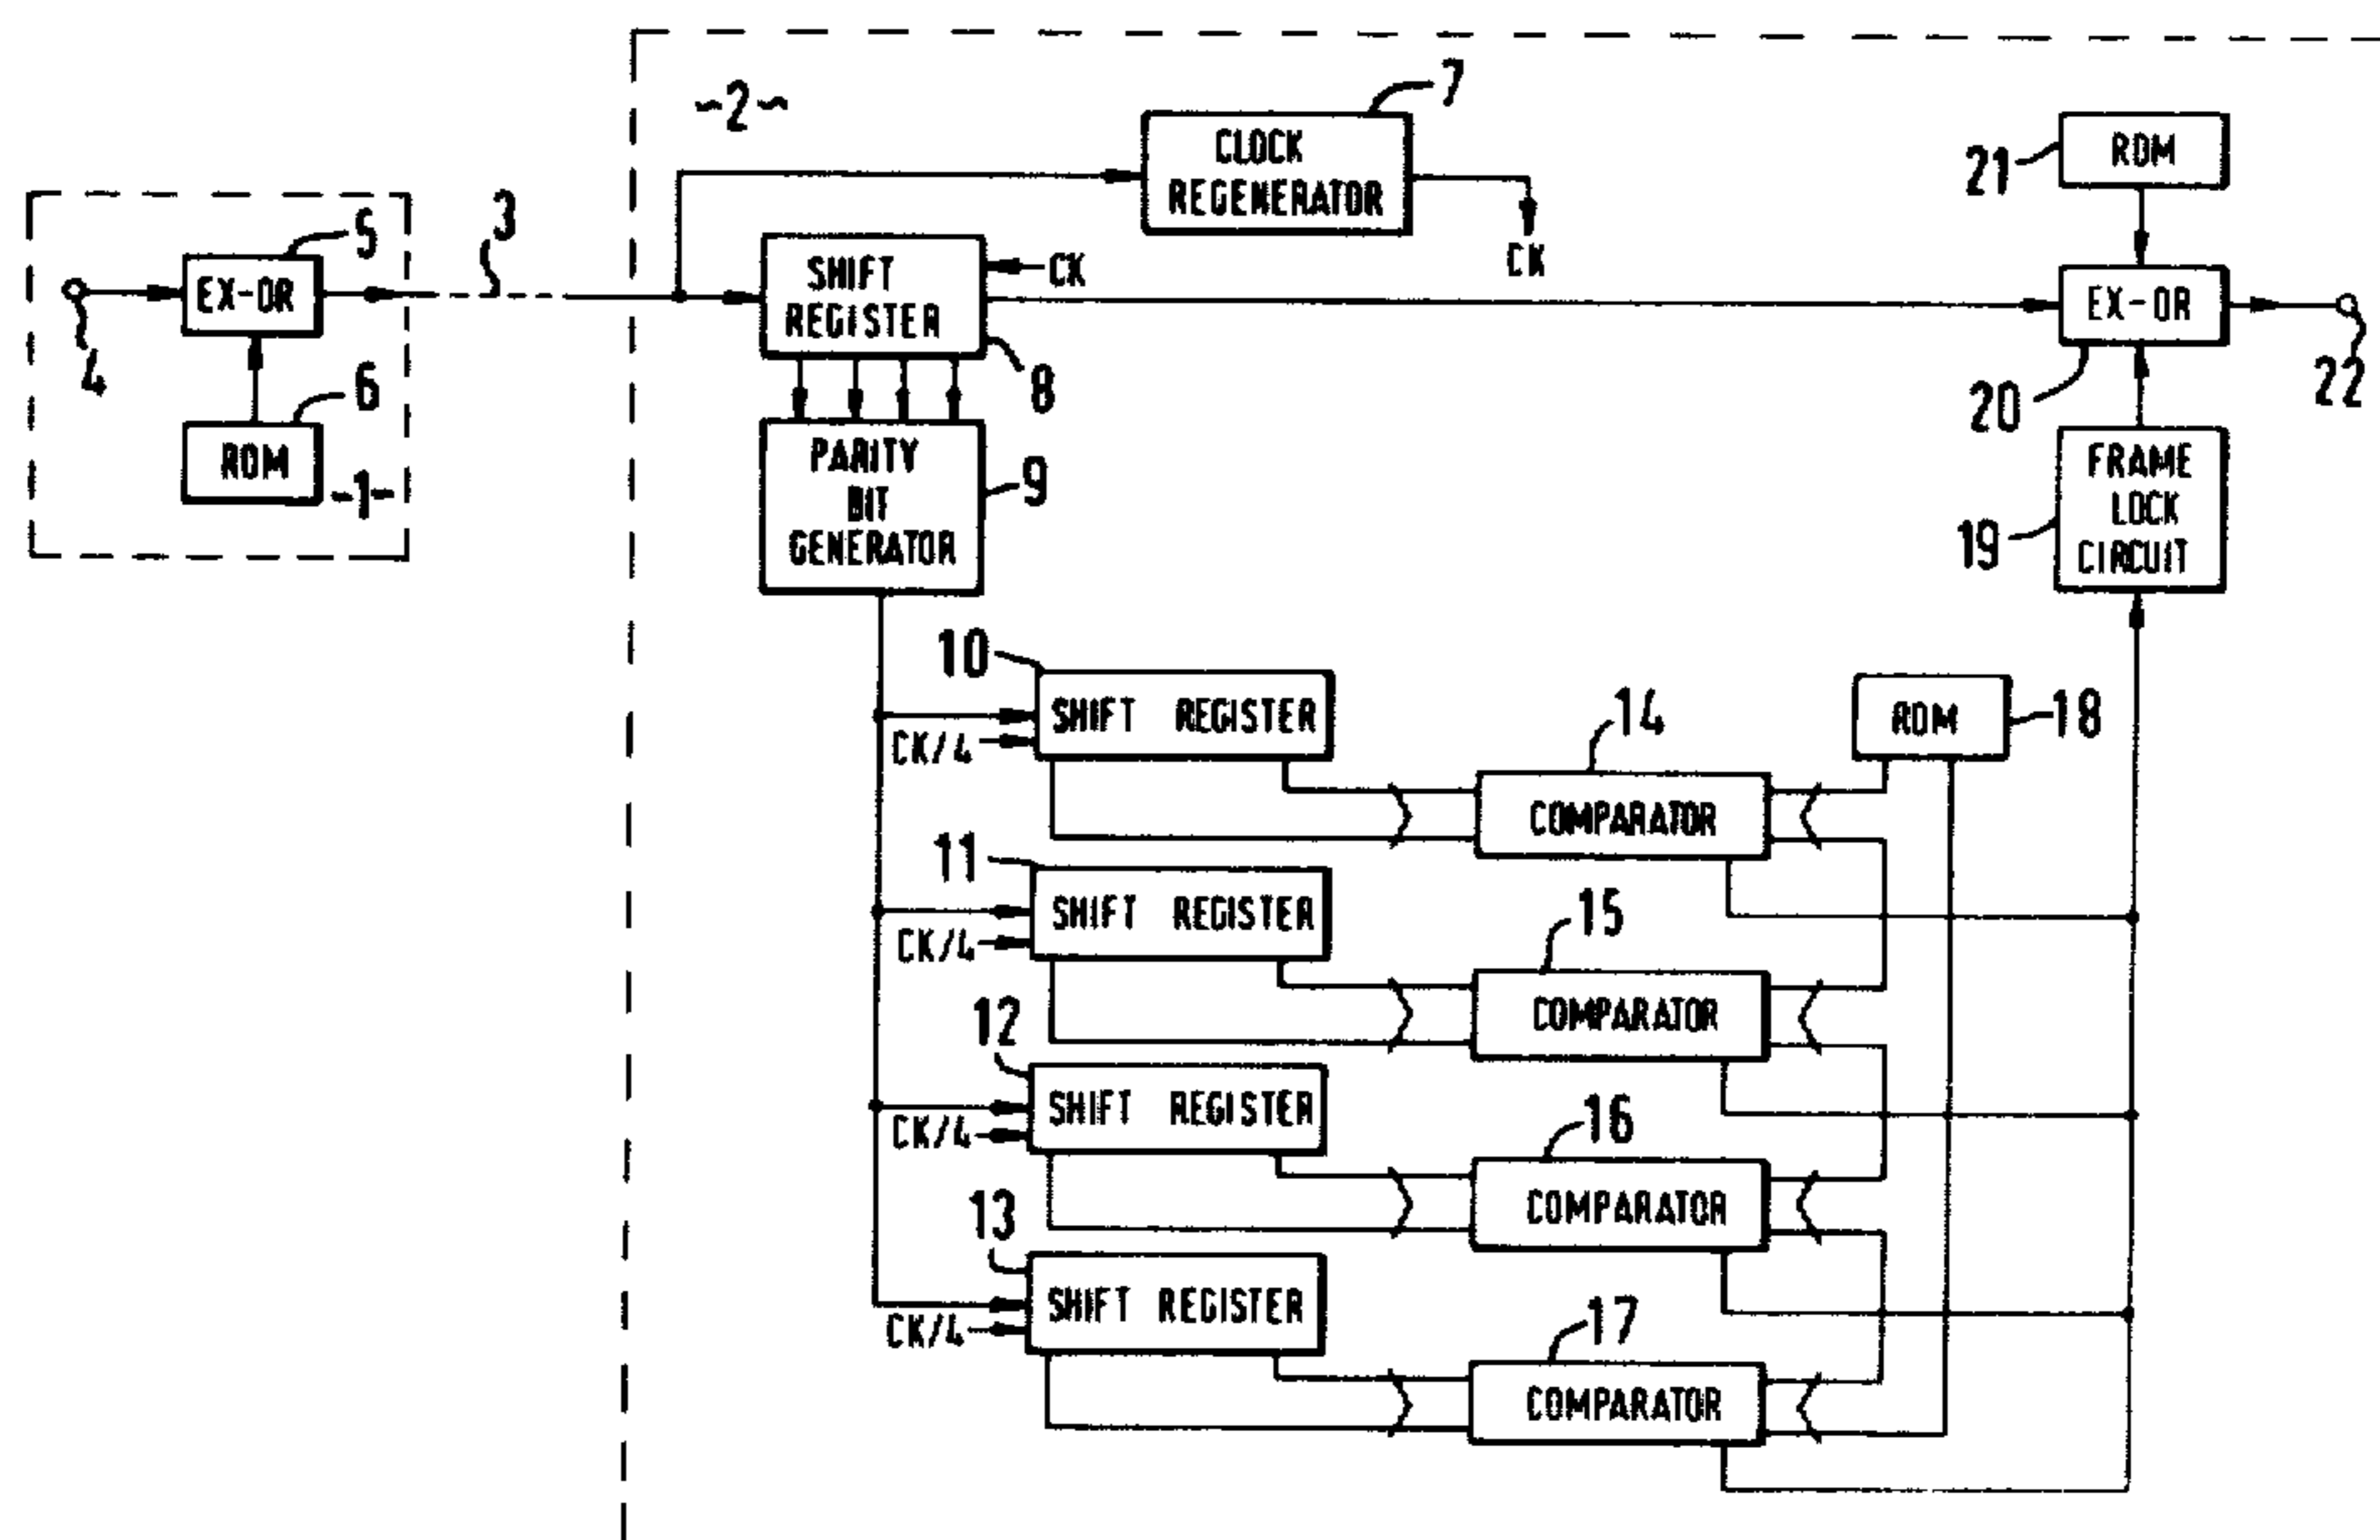 ~2~
7
CLOCK
REGENERATOR
CK
21
ROM
5
EX-OR
3
4
6
ROM
-1-
SHIFT
REGISTER
CK
8
EX-OR
20
22
PARITY
BIT
GENERATOR
9
FRAME
LOCK
CIRCUIT
19
10
SHIFT REGISTER
CK/4
14
COMPARATOR
ROM
18
11
SHIFT REGISTER
CK/4
15
COMPARATOR
12
SHIFT REGISTER
CK/4
16
COMPARATOR
13
SHIFT REGISTER
CK/4
17
COMPARATOR